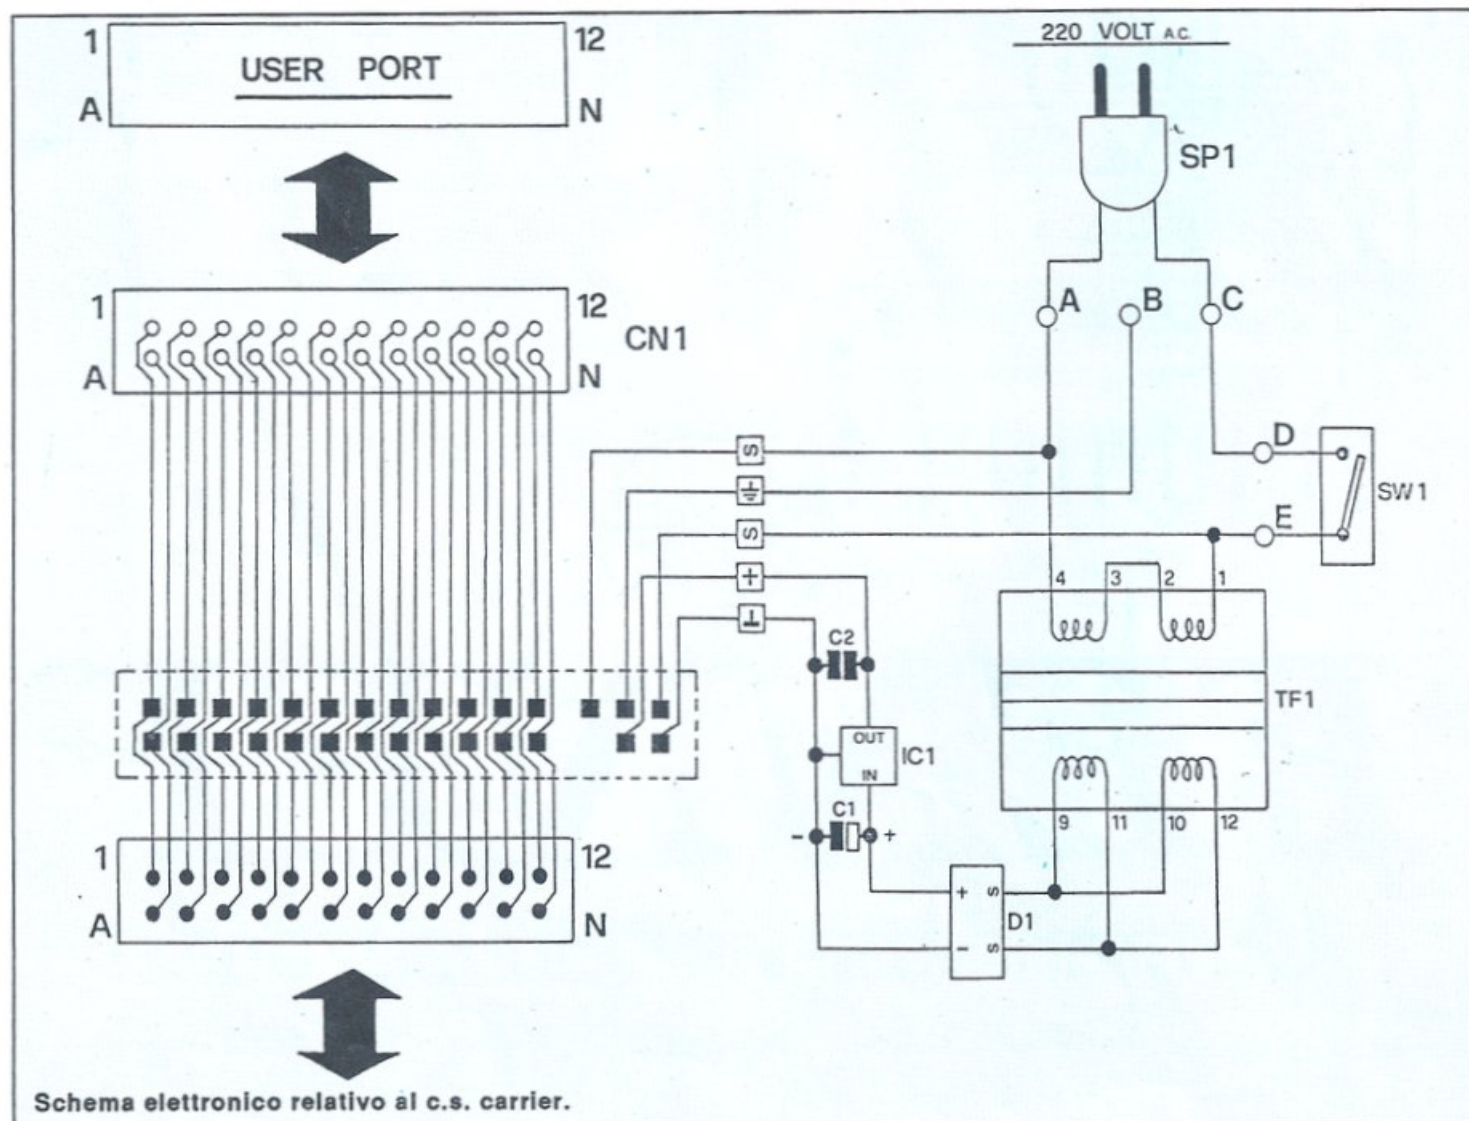 220 VOLT A.C.
1 12
USER PORT
A N
SP1
1 12
CN1
A N
A B C
S
D
SW1
S
E
+
4 3 2 1
C2
TF1
OUT
IC1
IN
C1
- +
9 11 10 12
1 12
+ S
D1
- S
A N
Schema elettronico relativo al c.s. carrier.